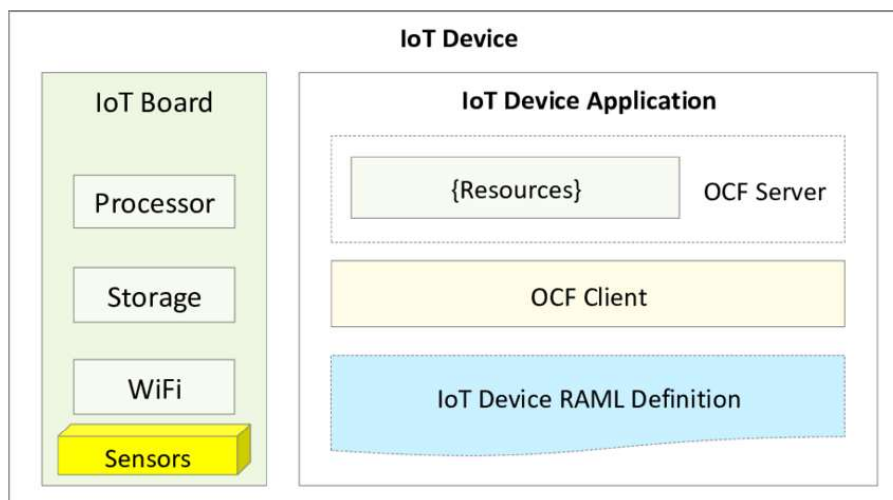 IoT Device
IoT Board
Processor
Storage
WiFi
Sensors
IoT Device Application
{Resources}
OCF Server
OCF Client
IoT Device RAML Definition